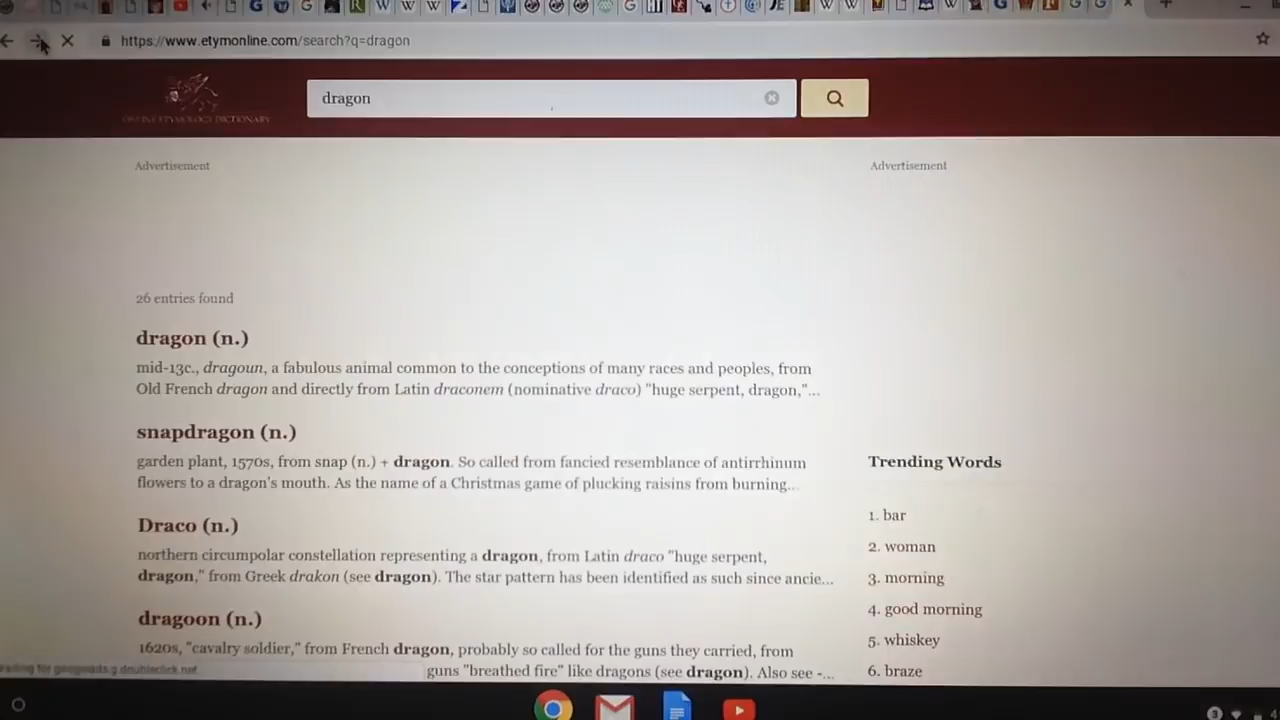 https://www.etymonline.com/search?q=dragon
ONLINE ETYMOLOGY DICTIONARY
dragon
Advertisement
Advertisement
26 entries found
dragon (n.)
mid-13c., dragoun, a fabulous animal common to the conceptions of many races and peoples, from
Old French dragon and directly from Latin draconem (nominative draco) "huge serpent, dragon,"...
snapdragon (n.)
garden plant, 1570s, from snap (n.) + dragon. So called from fancied resemblance of antirrhinum
flowers to a dragon's mouth. As the name of a Christmas game of plucking raisins from burning...
Draco (n.)
northern circumpolar constellation representing a dragon, from Latin draco "huge serpent,
dragon," from Greek drakon (see dragon). The star pattern has been identified as such since ancie...
dragoon (n.)
1620s, "cavalry soldier," from French dragon, probably so called for the guns they carried, from
guns "breathed fire" like dragons (see dragon). Also see -...
Trending Words
1. bar
2. woman
3. morning
4. good morning
5. whiskey
6. braze
3